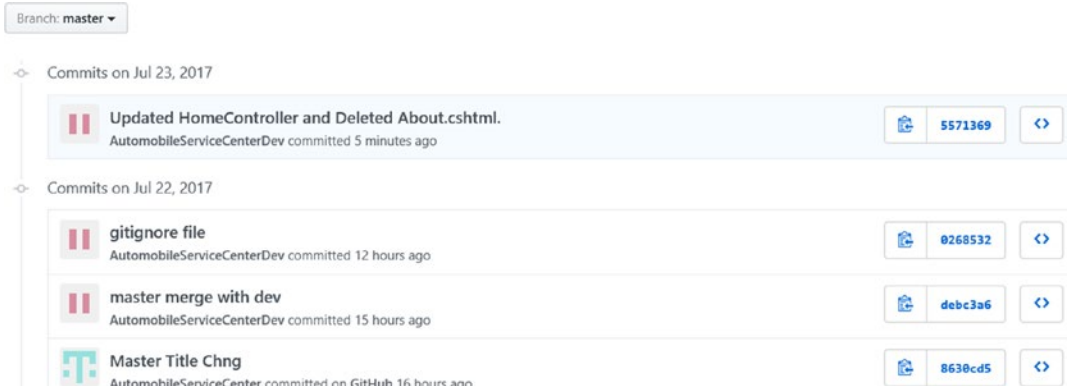 Branch: master
Commits on Jul 23, 2017
Updated HomeController and Deleted About.cshtml.
AutomobileServiceCenterDev committed 5 minutes ago
5571369
Commits on Jul 22, 2017
gitignore file
AutomobileServiceCenterDev committed 12 hours ago
0268532
master merge with dev
AutomobileServiceCenterDev committed 15 hours ago
debc3a6
Master Title Chng
AutomobileServiceCenter committed on GitHub 16 hours ago
8630cd5